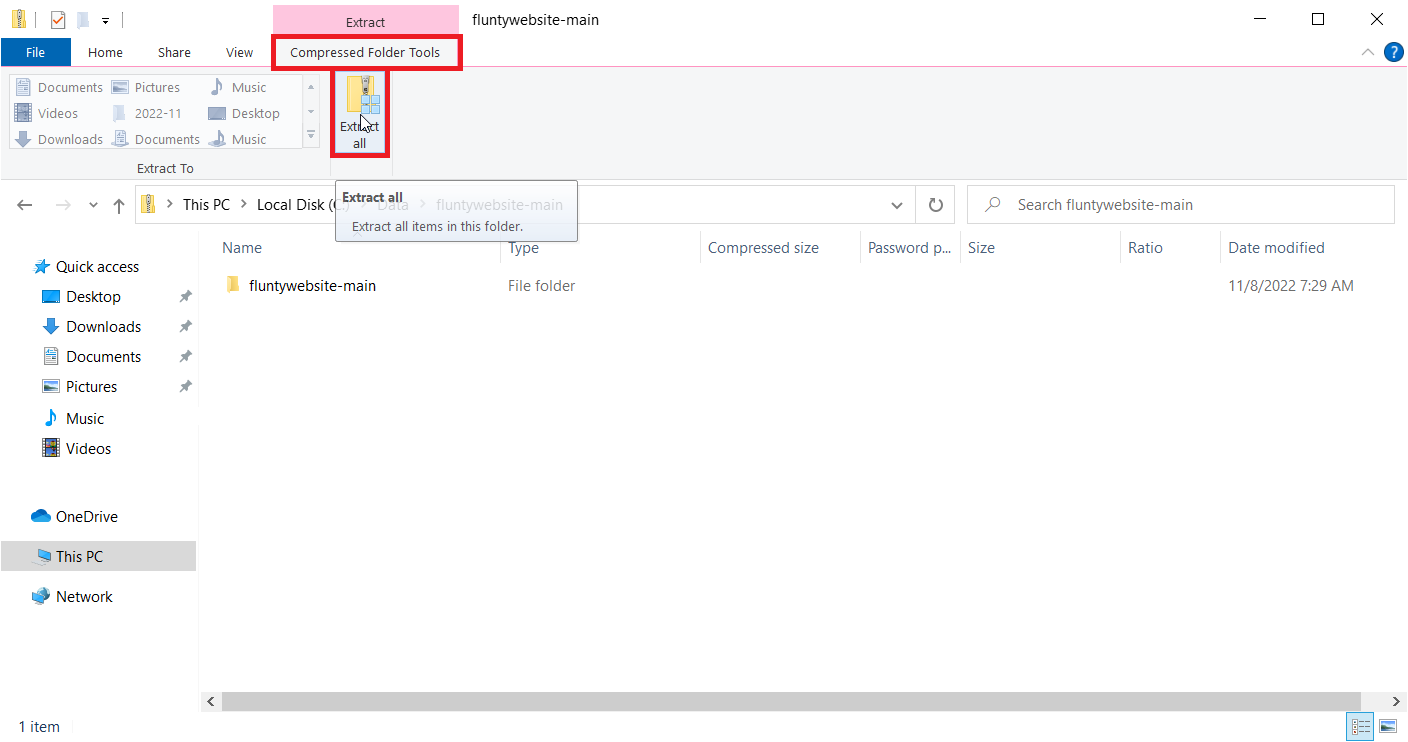 Extract
fluntywebsite-main
File Home Share View Compressed Folder Tools
Documents Pictures Music
Videos 2022-11 Desktop
Downloads Documents Music
Extract all
Extract To
This PC Local Disk (C:) Data fluntywebsite-main
Search fluntywebsite-main
Extract all
Extract all items in this folder.
Name Type Compressed size Password p... Size Ratio Date modified
fluntywebsite-main File folder 11/8/2022 7:29 AM
Quick access
Desktop
Downloads
Documents
Pictures
Music
Videos
OneDrive
This PC
Network
1 item